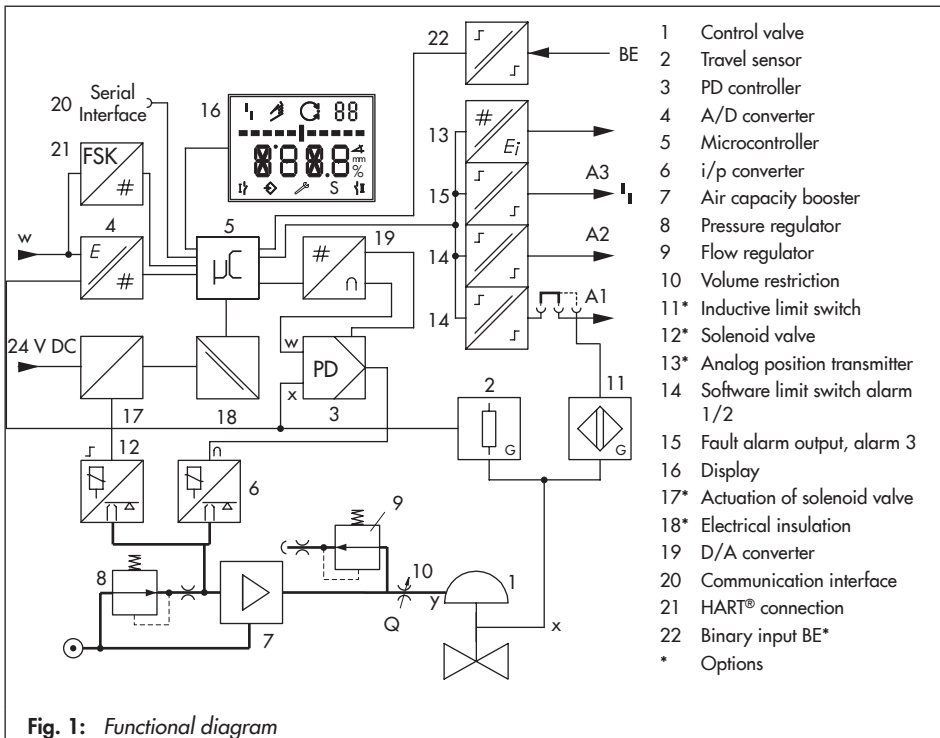 22
BE
20 Serial
Interface
16
88
8.8 8.8
mm
%
S
21
FSK
#
13
#
Ei
15
A3
14
A2
14
A1
w
4
E
#
5
µC
19
#
∩
24 V DC
w
PD
x
3
2
G
11
G
17
18
12
∩
6
9
8
10
1
y
Q
7
x
1 Control valve
2 Travel sensor
3 PD controller
4 A/D converter
5 Microcontroller
6 i/p converter
7 Air capacity booster
8 Pressure regulator
9 Flow regulator
10 Volume restriction
11* Inductive limit switch
12* Solenoid valve
13* Analog position transmitter
14 Software limit switch alarm
1/2
15 Fault alarm output, alarm 3
16 Display
17* Actuation of solenoid valve
18* Electrical insulation
19 D/A converter
20 Communication interface
21 HART® connection
22 Binary input BE*
* Options
Fig. 1: Functional diagram